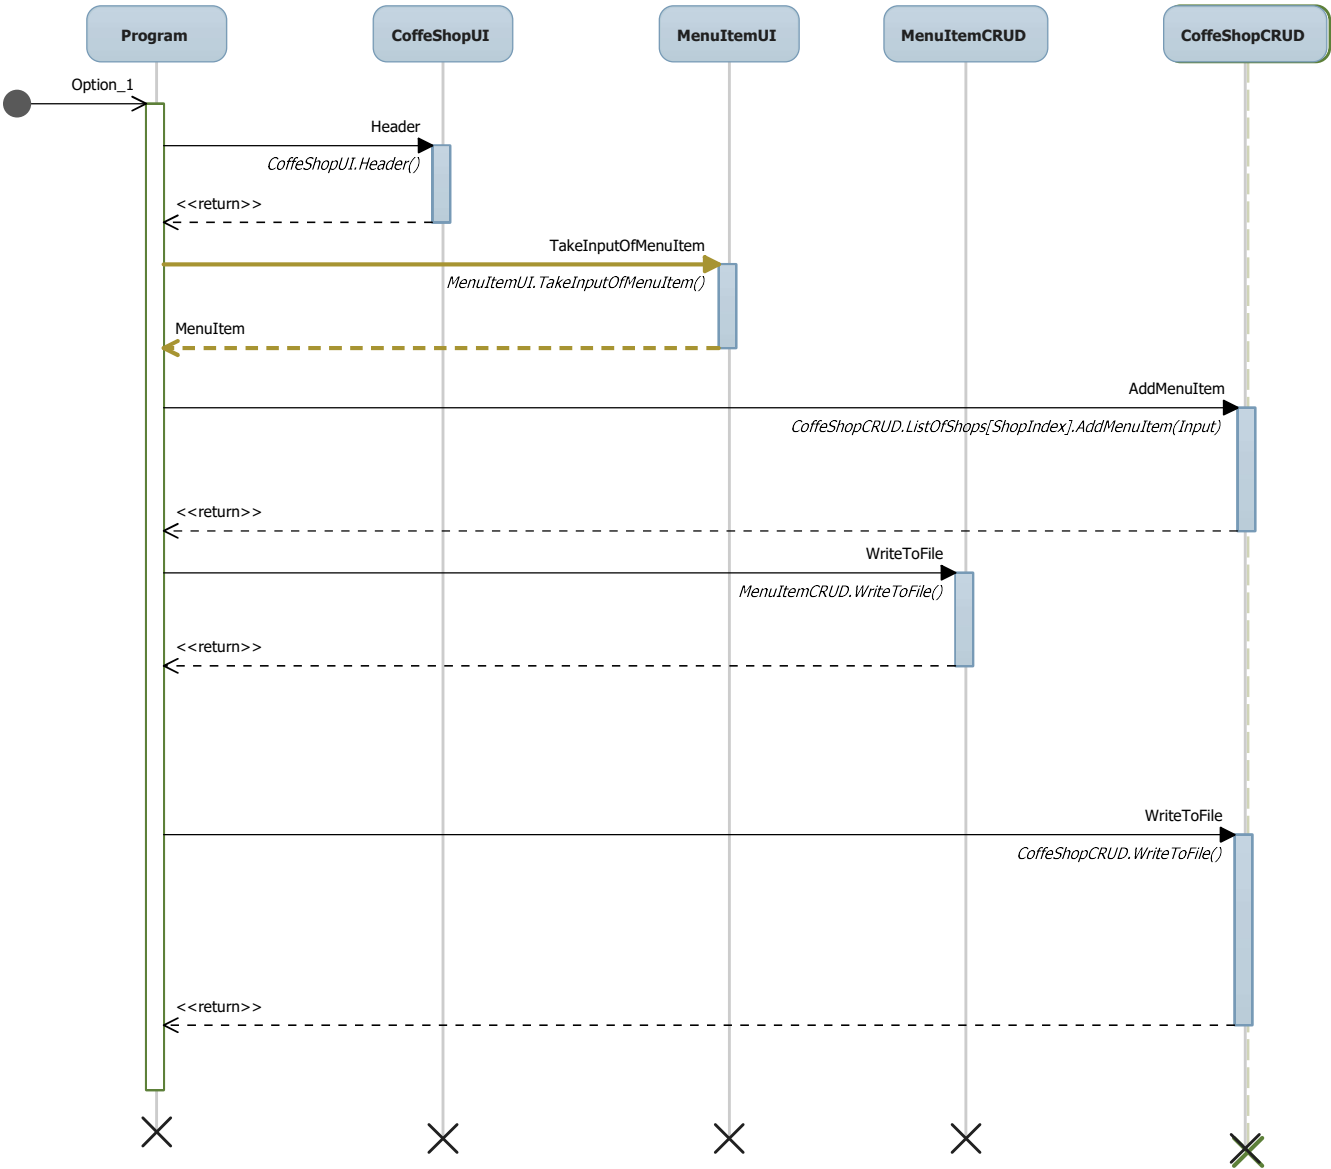 Program
CoffeShopUI
MenuItemUI
MenuItemCRUD
CoffeShopCRUD
Option_1
Header
CoffeShopUI.Header()
<<return>>
TakeInputOfMenuItem
MenuItemUI.TakeInputOfMenuItem()
MenuItem
AddMenuItem
CoffeShopCRUD.ListOfShops[ShopIndex].AddMenuItem(Input)
<<return>>
WriteToFile
MenuItemCRUD.WriteToFile()
<<return>>
WriteToFile
CoffeShopCRUD.WriteToFile()
<<return>>